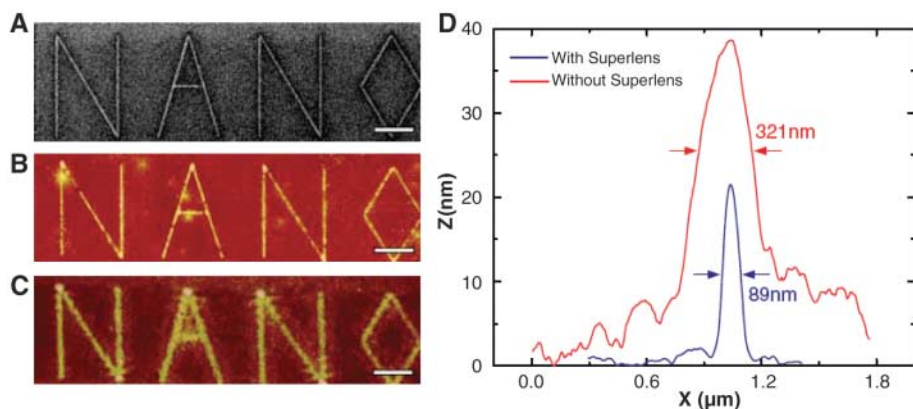 A
NANO
B
NANO
C
NANO
D
40
30
20
10
0
Z(nm)
With Superlens
Without Superlens
321nm
89nm
0.0 0.6 1.2 1.8
X (μm)